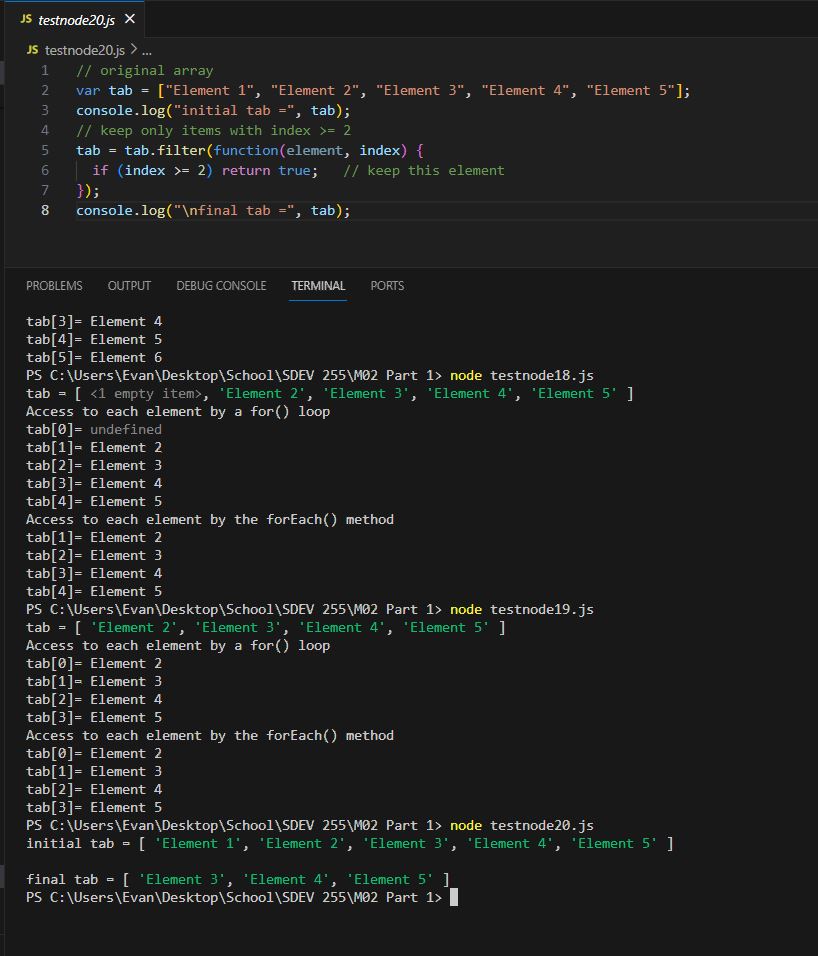 JS testnode20.js ×
JS testnode20.js > ...
1 // original array
2 var tab = ["Element 1", "Element 2", "Element 3", "Element 4", "Element 5"];
3 console.log("initial tab =", tab);
4 // keep only items with index >= 2
5 tab = tab.filter(function(element, index) {
6   if (index >= 2) return true;   // keep this element
7 });
8 console.log("\nfinal tab =", tab);
PROBLEMS OUTPUT DEBUG CONSOLE TERMINAL PORTS
tab[3]= Element 4
tab[4]= Element 5
tab[5]= Element 6
PS C:\Users\Evan\Desktop\School\SDEV 255\M02 Part 1> node testnode18.js
tab = [ <1 empty item>, 'Element 2', 'Element 3', 'Element 4', 'Element 5' ]
Access to each element by a for() loop
tab[0]= undefined
tab[1]= Element 2
tab[2]= Element 3
tab[3]= Element 4
tab[4]= Element 5
Access to each element by the forEach() method
tab[1]= Element 2
tab[2]= Element 3
tab[3]= Element 4
tab[4]= Element 5
PS C:\Users\Evan\Desktop\School\SDEV 255\M02 Part 1> node testnode19.js
tab = [ 'Element 2', 'Element 3', 'Element 4', 'Element 5' ]
Access to each element by a for() loop
tab[0]= Element 2
tab[1]= Element 3
tab[2]= Element 4
tab[3]= Element 5
Access to each element by the forEach() method
tab[0]= Element 2
tab[1]= Element 3
tab[2]= Element 4
tab[3]= Element 5
PS C:\Users\Evan\Desktop\School\SDEV 255\M02 Part 1> node testnode20.js
initial tab = [ 'Element 1', 'Element 2', 'Element 3', 'Element 4', 'Element 5' ]

final tab = [ 'Element 3', 'Element 4', 'Element 5' ]
PS C:\Users\Evan\Desktop\School\SDEV 255\M02 Part 1>